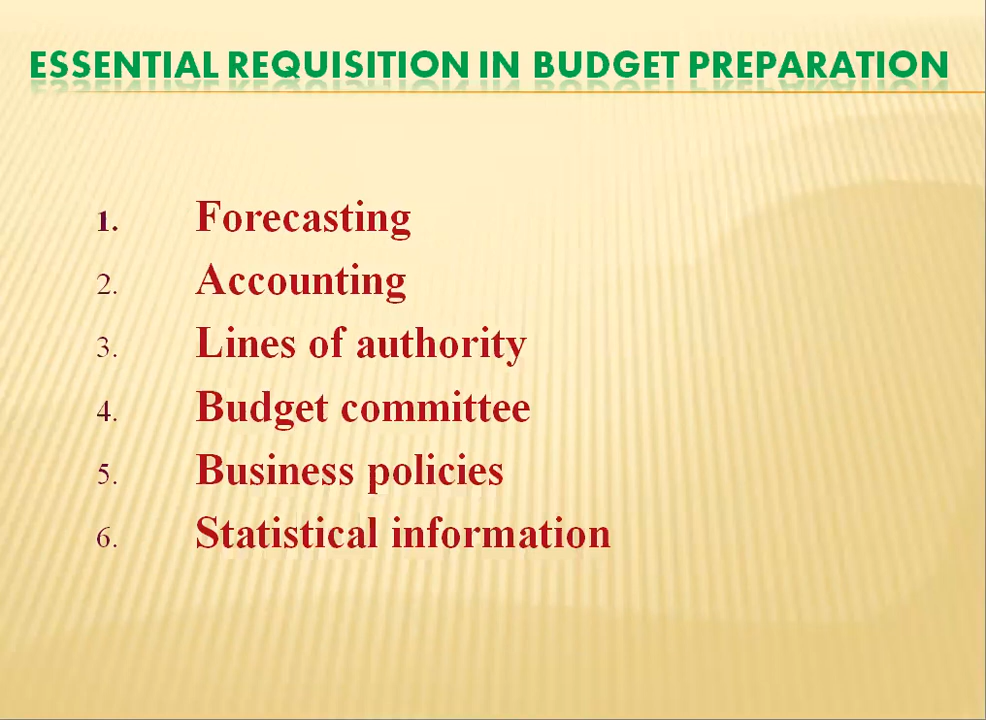 ESSENTIAL REQUISITION IN BUDGET PREPARATION
1. Forecasting
2. Accounting
3. Lines of authority
4. Budget committee
5. Business policies
6. Statistical information